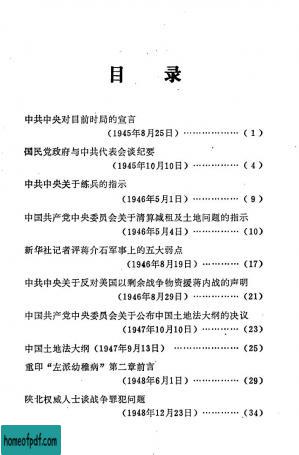 目 录
中共中央对目前时局的宣言
(1945年8月25日) ……………… ( 1 )
国民党政府与中共代表会谈纪要
(1945年10月10日) ……………… ( 4 )
中共中央关于练兵的指示
(1946年5月1日) ……………… ( 9 )
中国共产党中央委员会关于清算减租及土地问题的指示
(1946年5月4日) ……………… (10)
新华社记者评蒋介石军事上的五大弱点
(1946年8月19日) ……………… (17)
中共中央关于反对美国以剩余战争物资援蒋内战的声明
(1946年8月29日) ……………… (21)
中国共产党中央委员会关于公布中国土地法大纲的决议
(1947年10月10日) ……………… (23)
中国土地法大纲 (1947年9月13日) ……………… (25)
重印“左派幼稚病”第二章前言
(1948年6月1日) ……………… (29)
陕北权威人士谈战争罪犯问题
(1948年12月23日) ……………… (34)
homeofpdf.com
homeofpdf.com